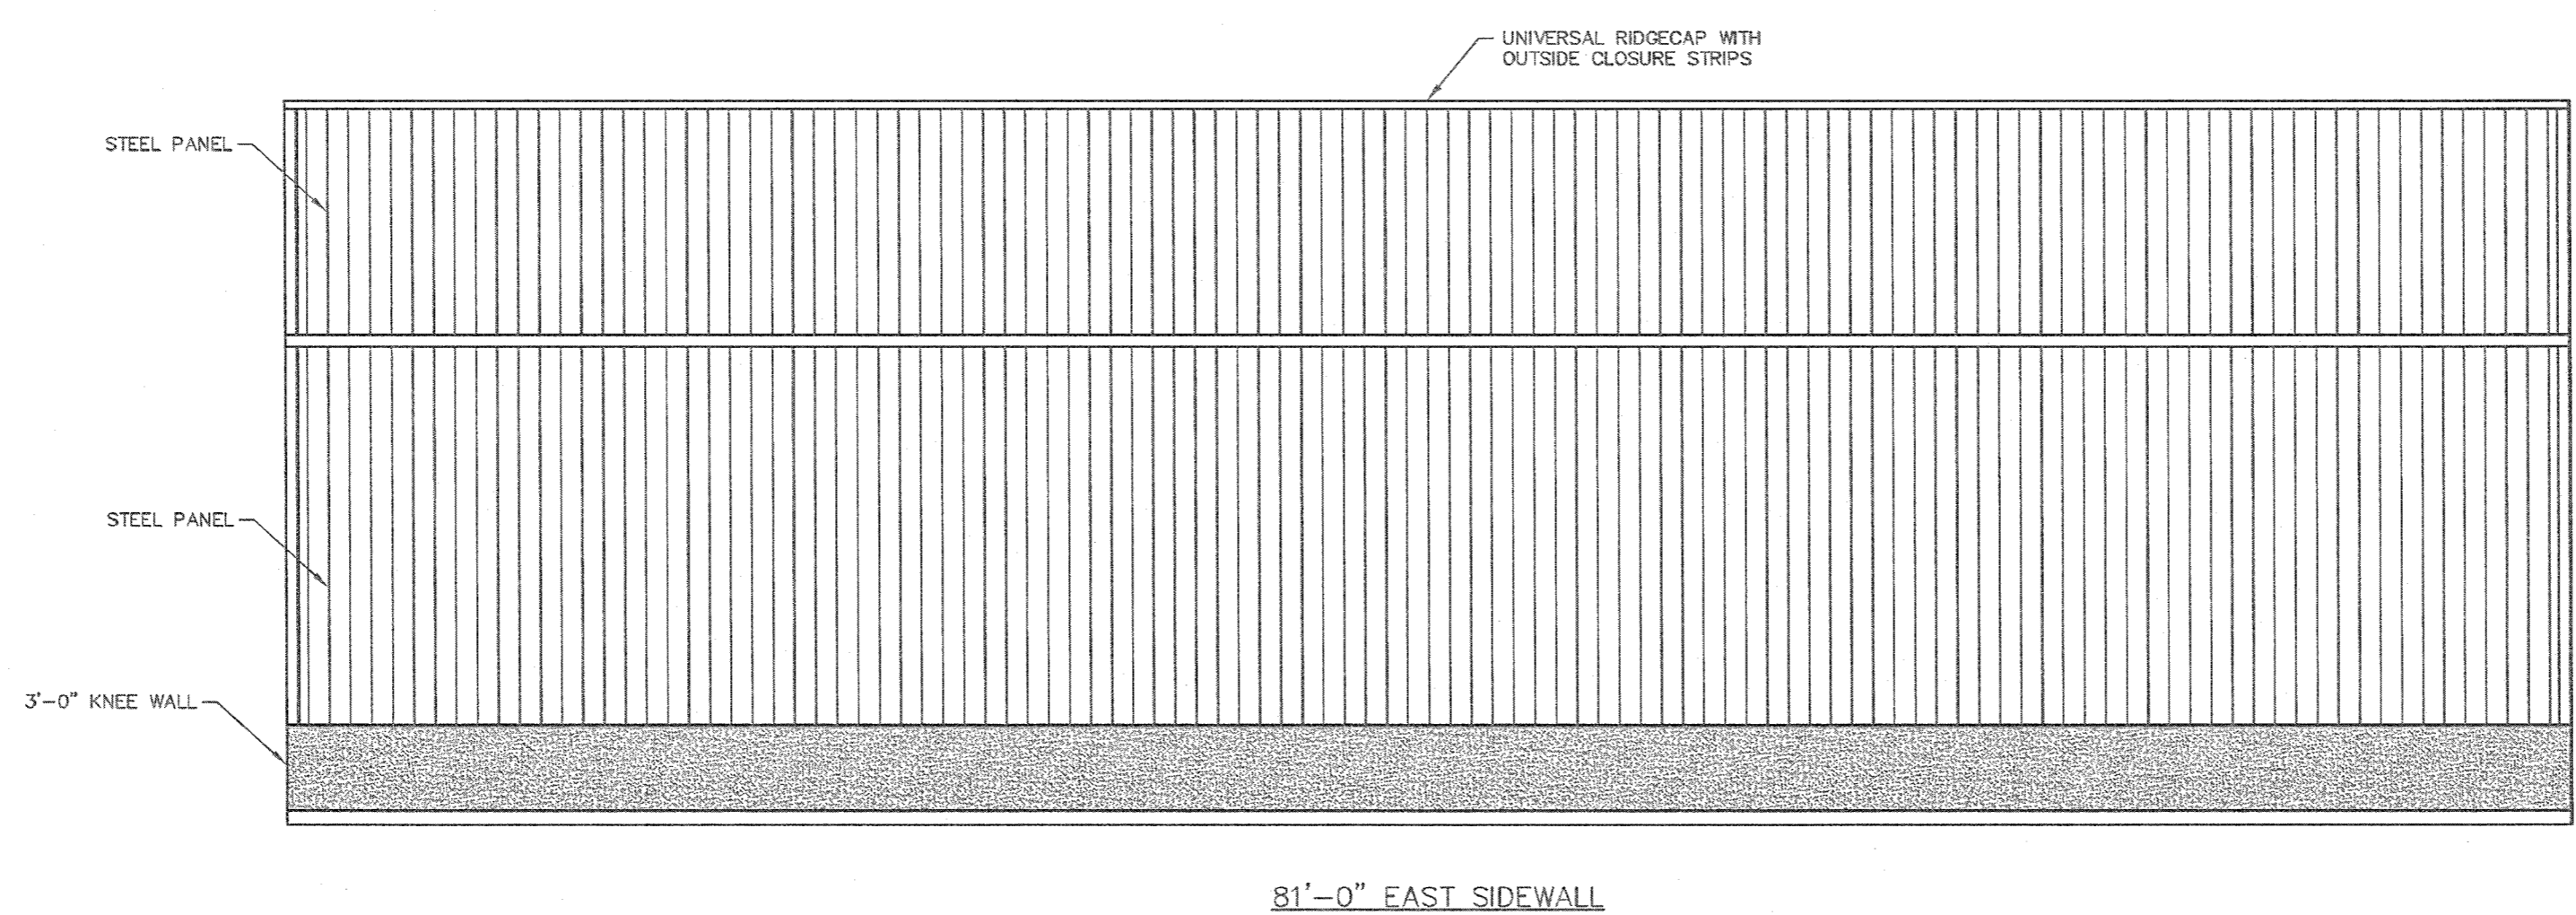 UNIVERSAL RIDGECAP WITH
OUTSIDE CLOSURE STRIPS
STEEL PANEL
STEEL PANEL
3'-0" KNEE WALL
81'-0" EAST SIDEWALL